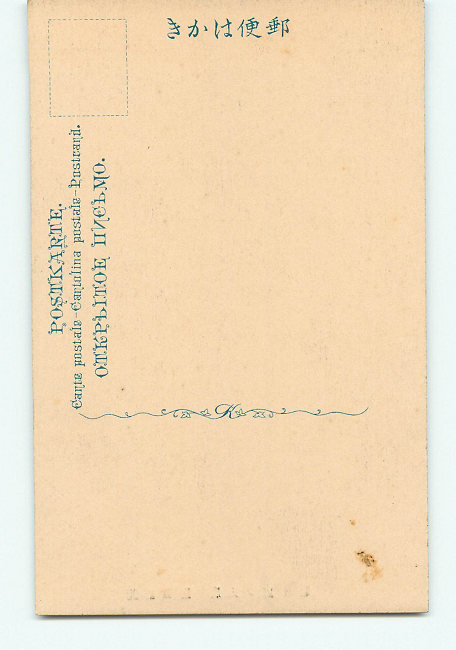 きかは便郵
POSTKARTE.
Carte postale–Cartolina postale–Postcard.
ОТКРЫТОЕ ПИСЬМО.
K